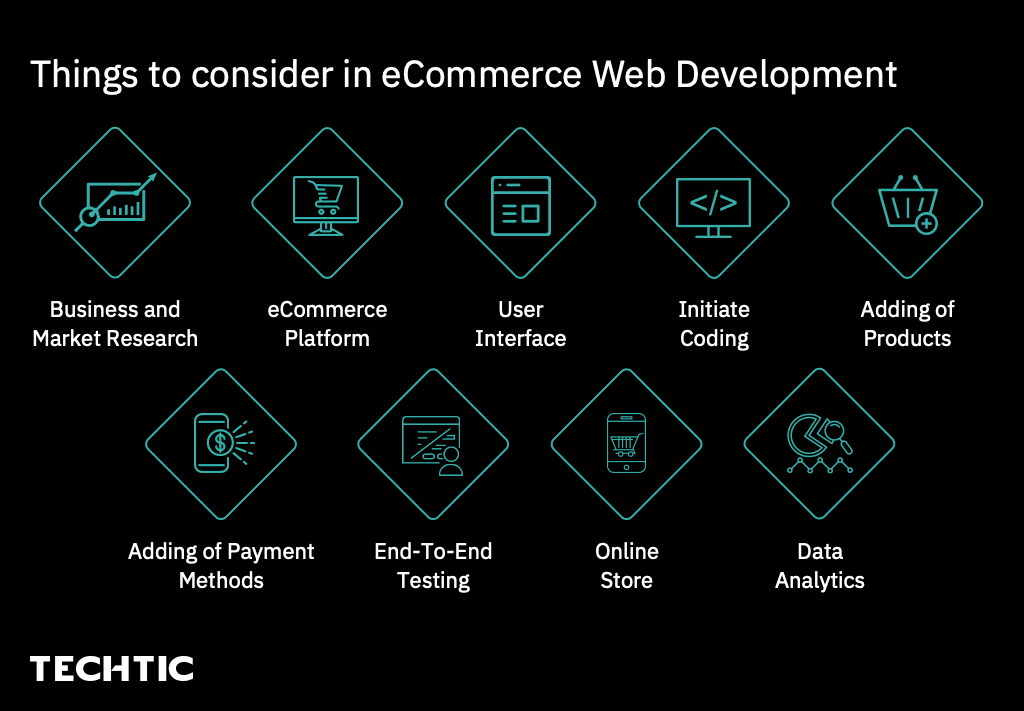 Things to consider in eCommerce Web Development
Business and
Market Research
eCommerce
Platform
User
Interface
</>
Initiate
Coding
Adding of
Products
$
Adding of Payment
Methods
End-To-End
Testing
Online
Store
Data
Analytics
TECHTIC